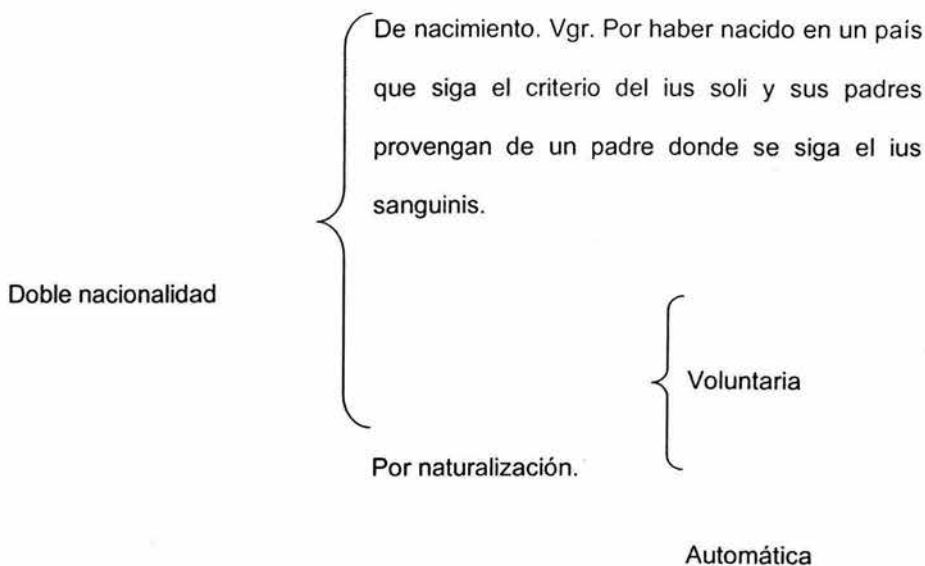 De nacimiento. Vgr. Por haber nacido en un país
que siga el criterio del ius soli y sus padres
provengan de un padre donde se siga el ius
sanguinis.
Doble nacionalidad
Voluntaria
Por naturalización.
Automática